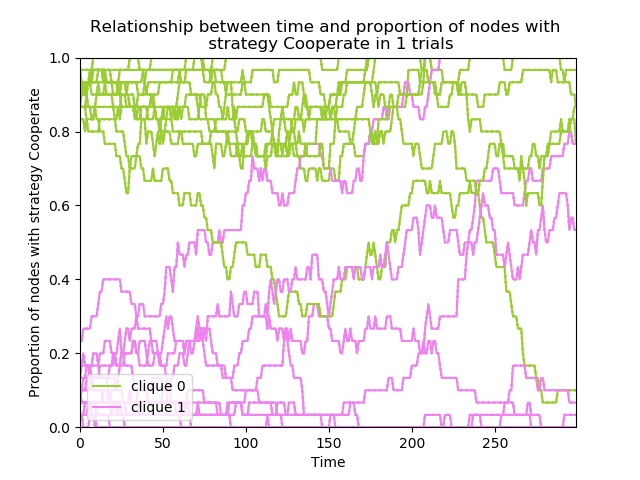 Relationship between time and proportion of nodes with
strategy Cooperate in 1 trials
Proportion of nodes with strategy Cooperate
1.0
0.8
0.6
0.4
0.2
0.0
clique 0
clique 1
0 50 100 150 200 250
Time